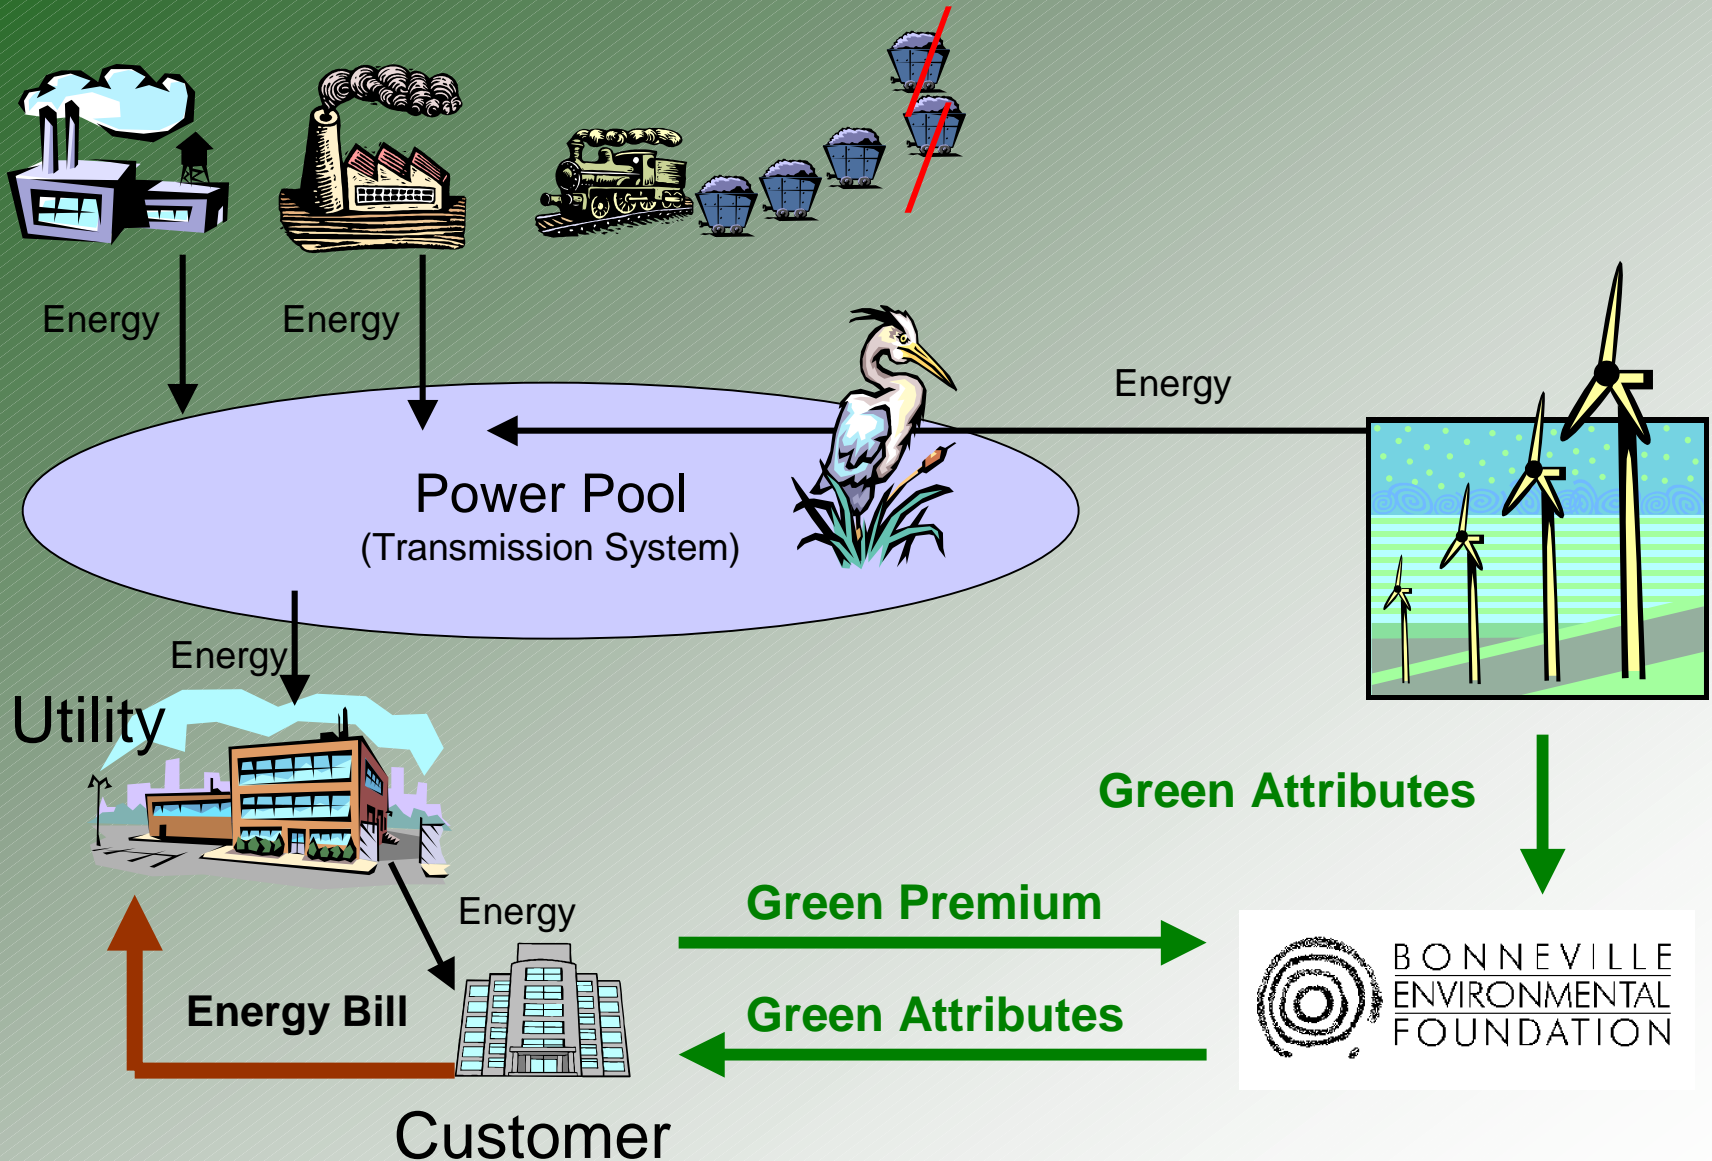 Energy
Energy
Energy
Power Pool
(Transmission System)
Energy
Utility
Green Attributes
Green Premium
Energy
Energy Bill
Green Attributes
BONNEVILLE
ENVIRONMENTAL
FOUNDATION
Customer